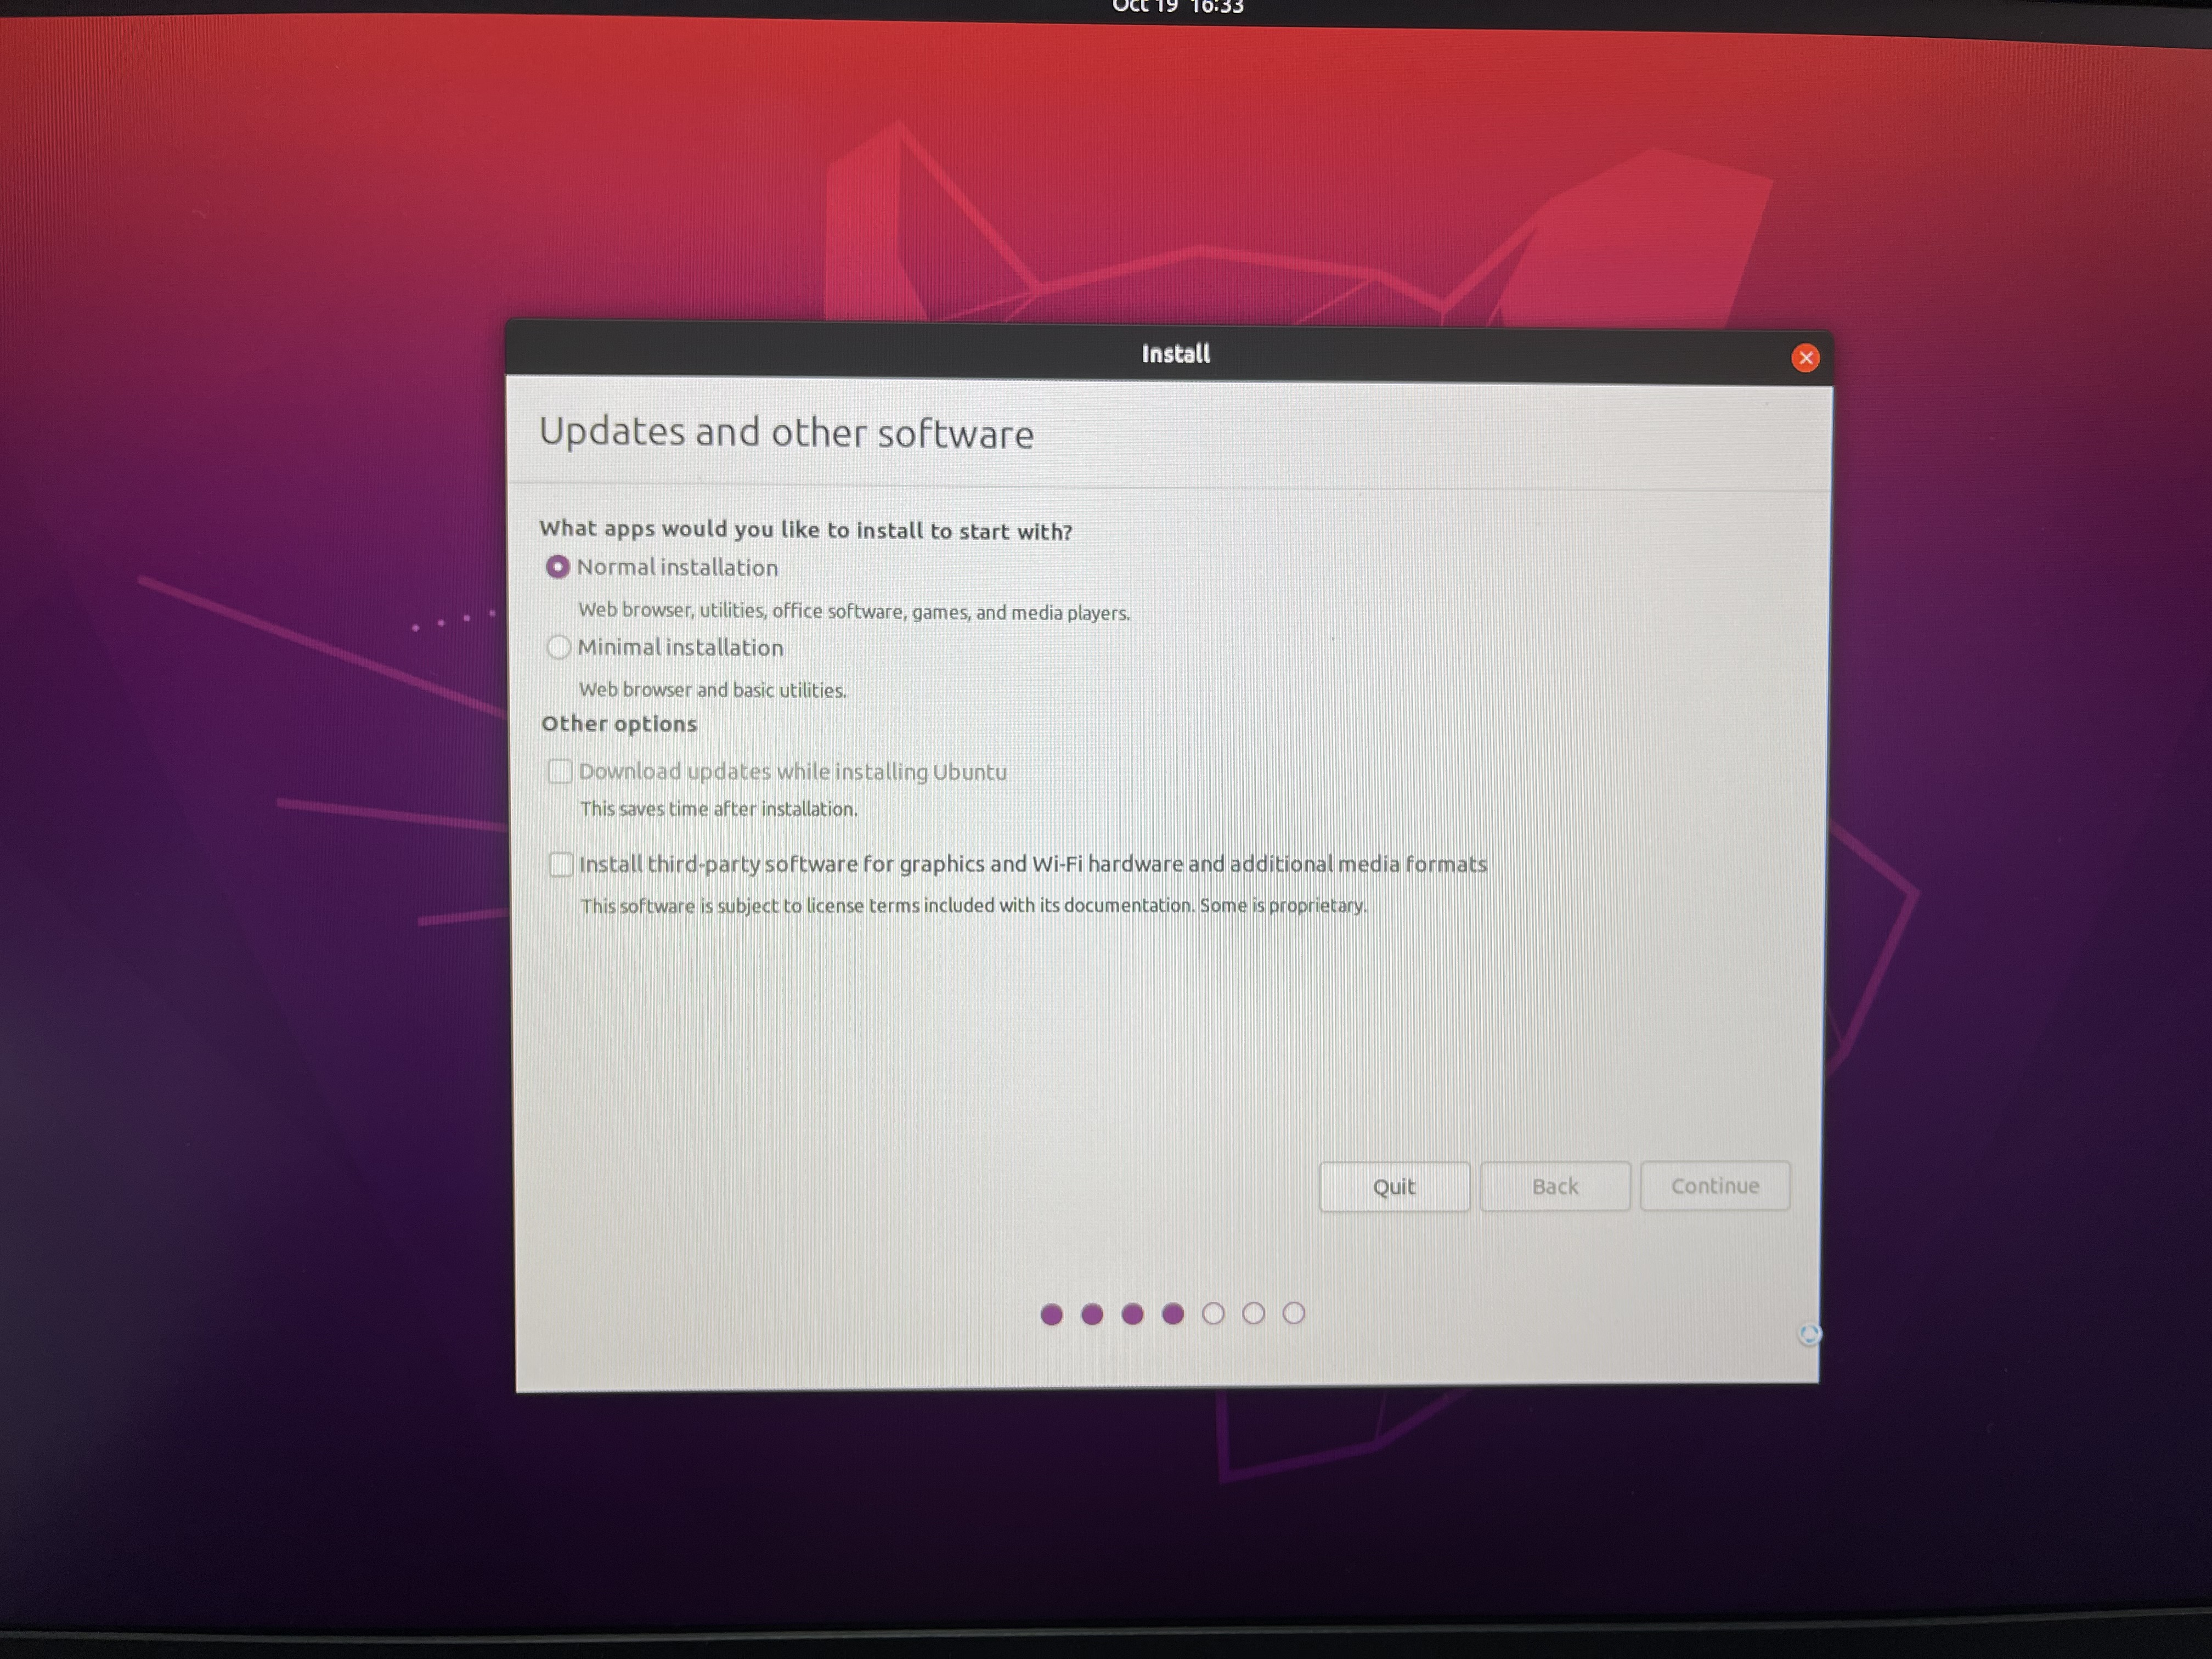 Oct 19 16:33
Install
Updates and other software
What apps would you like to install to start with?
Normal installation
Web browser, utilities, office software, games, and media players.
Minimal installation
Web browser and basic utilities.
Other options
Download updates while installing Ubuntu
This saves time after installation.
Install third-party software for graphics and Wi-Fi hardware and additional media formats
This software is subject to license terms included with its documentation. Some is proprietary.
Quit Back Continue